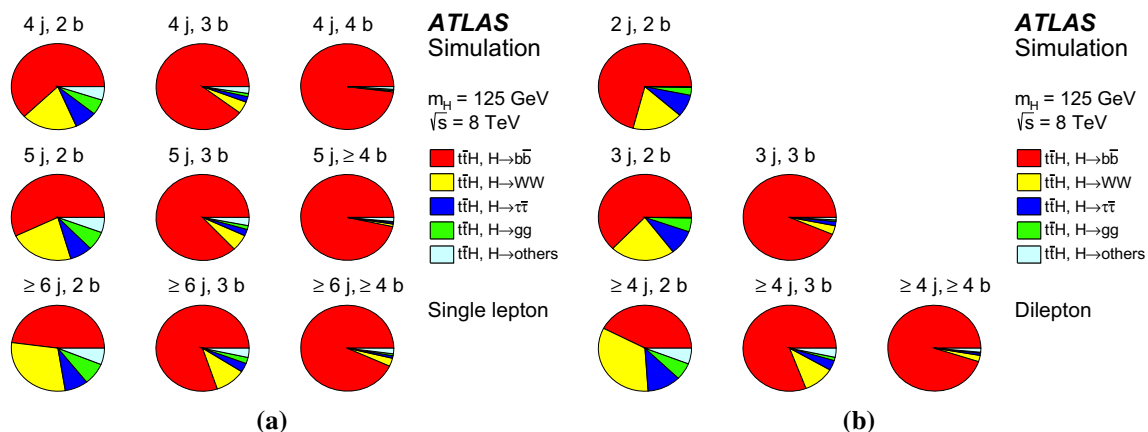 4 j, 2 b
4 j, 3 b
4 j, 4 b
5 j, 2 b
5 j, 3 b
5 j, ≥ 4 b
≥ 6 j, 2 b
≥ 6 j, 3 b
≥ 6 j, ≥ 4 b
ATLAS
Simulation
m_H = 125 GeV
√s = 8 TeV
tt̄H, H→bb̄
tt̄H, H→WW
tt̄H, H→ττ̄
tt̄H, H→gg
tt̄H, H→others
Single lepton
(a)
2 j, 2 b
3 j, 2 b
3 j, 3 b
≥ 4 j, 2 b
≥ 4 j, 3 b
≥ 4 j, ≥ 4 b
ATLAS
Simulation
m_H = 125 GeV
√s = 8 TeV
tt̄H, H→bb̄
tt̄H, H→WW
tt̄H, H→ττ̄
tt̄H, H→gg
tt̄H, H→others
Dilepton
(b)